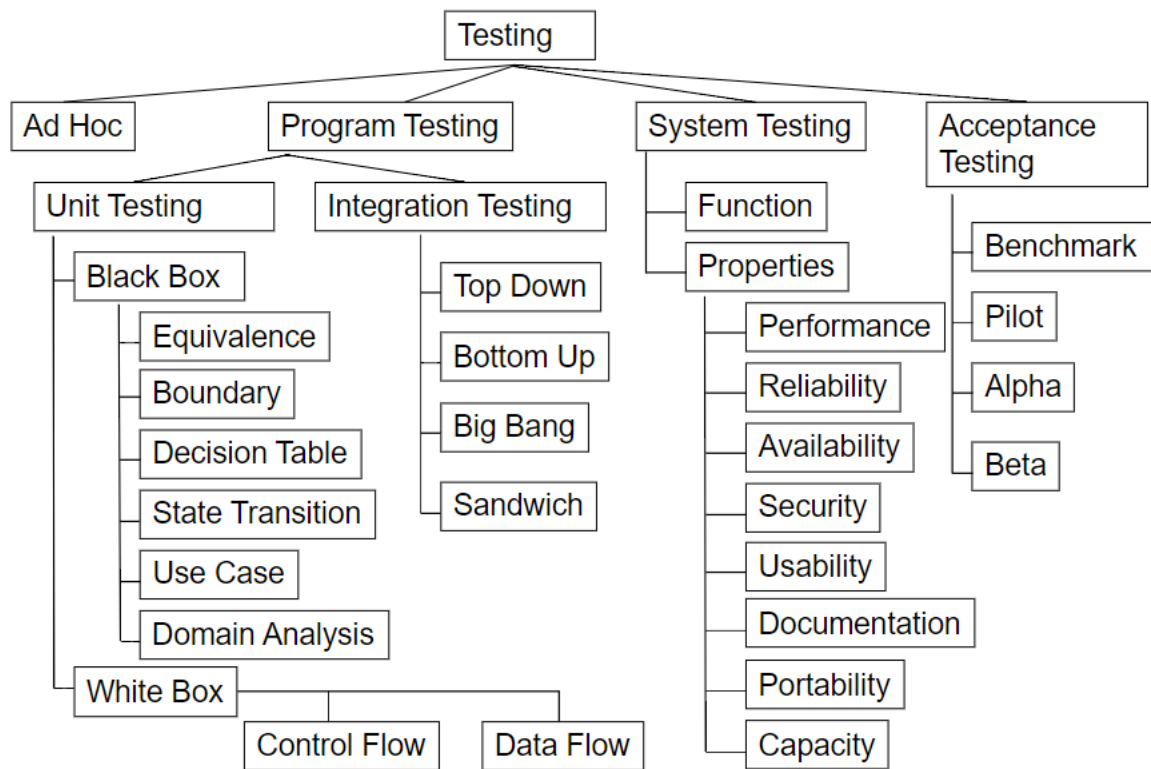 Testing
Ad Hoc
Program Testing
System Testing
Acceptance
Testing
Unit Testing
Integration Testing
Function
Properties
Benchmark
Pilot
Alpha
Beta
Black Box
Equivalence
Boundary
Decision Table
State Transition
Use Case
Domain Analysis
White Box
Control Flow
Data Flow
Top Down
Bottom Up
Big Bang
Sandwich
Performance
Reliability
Availability
Security
Usability
Documentation
Portability
Capacity